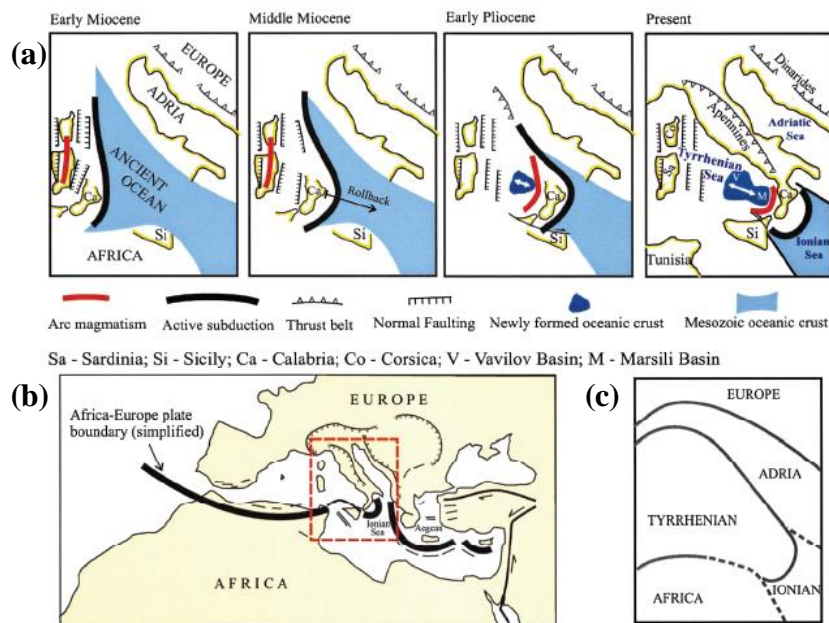 Early Miocene
Middle Miocene
Early Pliocene
Present
(a)
EUROPE
ADRIA
ANCIENT
OCEAN
Ca
Si
AFRICA
Ca
Rollback
Si
Ca
Si
Dinarides
Apennines
Adriatic
Sea
Co
Sa
Tyrrhenian
Sea
V
M
Ca
Si
Ionian
Sea
Tunisia
Arc magmatism
Active subduction
Thrust belt
Normal Faulting
Newly formed oceanic crust
Mesozoic oceanic crust
Sa - Sardinia; Si - Sicily; Ca - Calabria; Co - Corsica; V - Vavilov Basin; M - Marsili Basin
(b)
Africa-Europe plate
boundary (simplified)
EUROPE
Ionian
Sea
Aegean
AFRICA
(c)
EUROPE
ADRIA
TYRRHENIAN
IONIAN
AFRICA